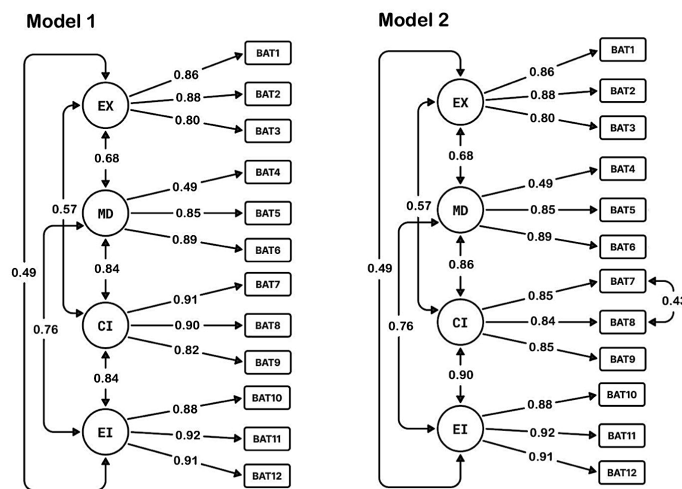 Model 1
BAT1
0.86
EX
0.88
BAT2
0.80
BAT3
0.68
BAT4
0.49
0.57
MD
0.85
BAT5
0.89
BAT6
0.49
0.84
0.91
BAT7
0.76
CI
0.90
BAT8
0.82
BAT9
0.84
0.88
BAT10
EI
0.92
BAT11
0.91
BAT12
Model 2
BAT1
0.86
EX
0.88
BAT2
0.80
BAT3
0.68
BAT4
0.49
0.57
MD
0.85
BAT5
0.89
BAT6
0.49
0.86
0.85
BAT7
0.43
0.76
CI
0.84
BAT8
0.85
BAT9
0.90
0.88
BAT10
EI
0.92
BAT11
0.91
BAT12